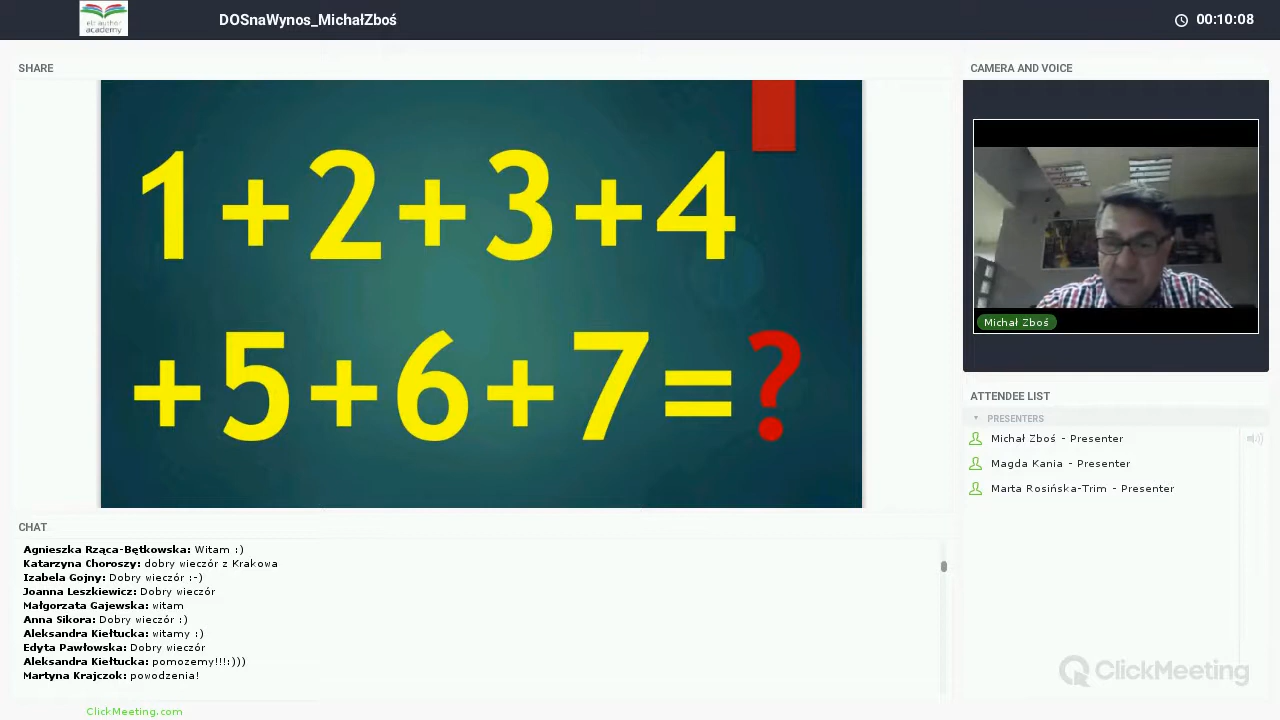 elt author
academy
DOSnaWynos_MichałZboś
00:10:08
SHARE
1+2+3+4
+5+6+7=?
CAMERA AND VOICE
Michał Zboś
ATTENDEE LIST
PRESENTERS
Michał Zboś - Presenter
Magda Kania - Presenter
Marta Rosińska-Trim - Presenter
CHAT
Agnieszka Rząca-Bętkowska: Witam :)
Katarzyna Choroszy: dobry wieczór z Krakowa
Izabela Gojny: Dobry wieczór :-)
Joanna Leszkiewicz: Dobry wieczór
Małgorzata Gajewska: witam
Anna Sikora: Dobry wieczór :)
Aleksandra Kiełtucka: witamy :)
Edyta Pawłowska: Dobry wieczór
Aleksandra Kiełtucka: pomozemy!!!:)))
Martyna Krajczok: powodzenia!
ClickMeeting
ClickMeeting.com